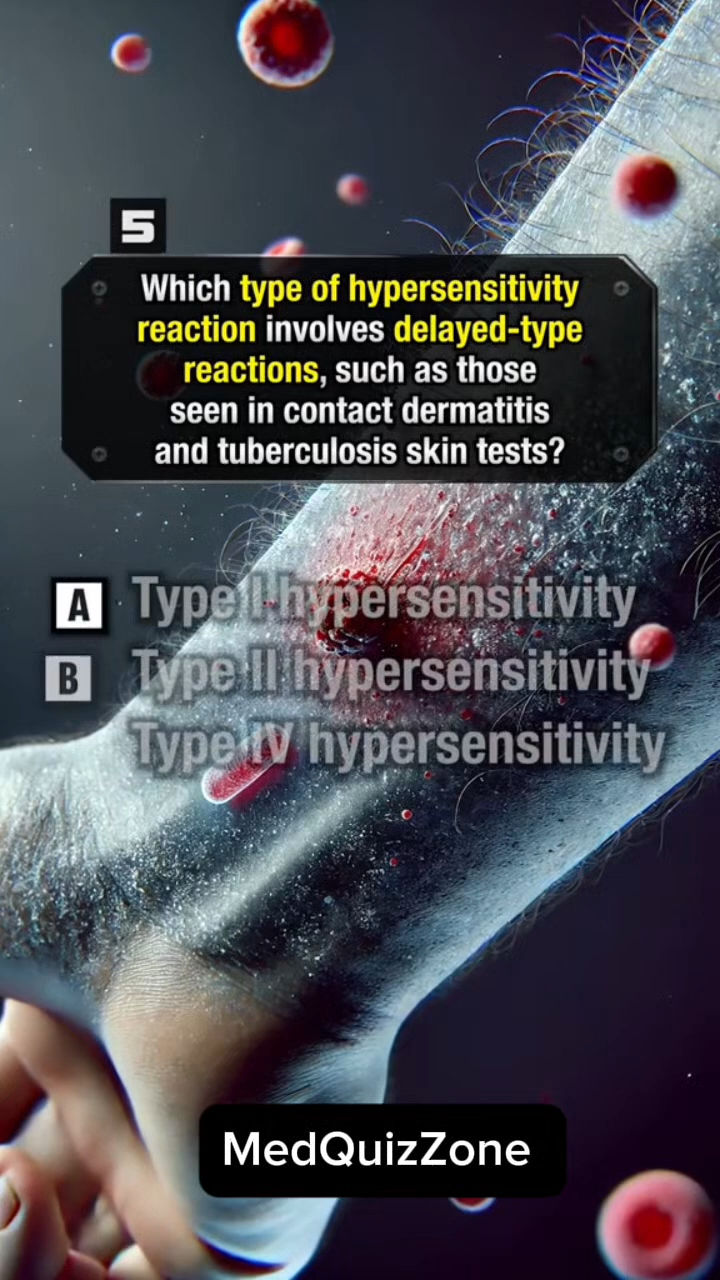 5
Which type of hypersensitivity
reaction involves delayed-type
reactions, such as those
seen in contact dermatitis
and tuberculosis skin tests?
A Type I hypersensitivity
B Type II hypersensitivity
Type IV hypersensitivity
MedQuizZone